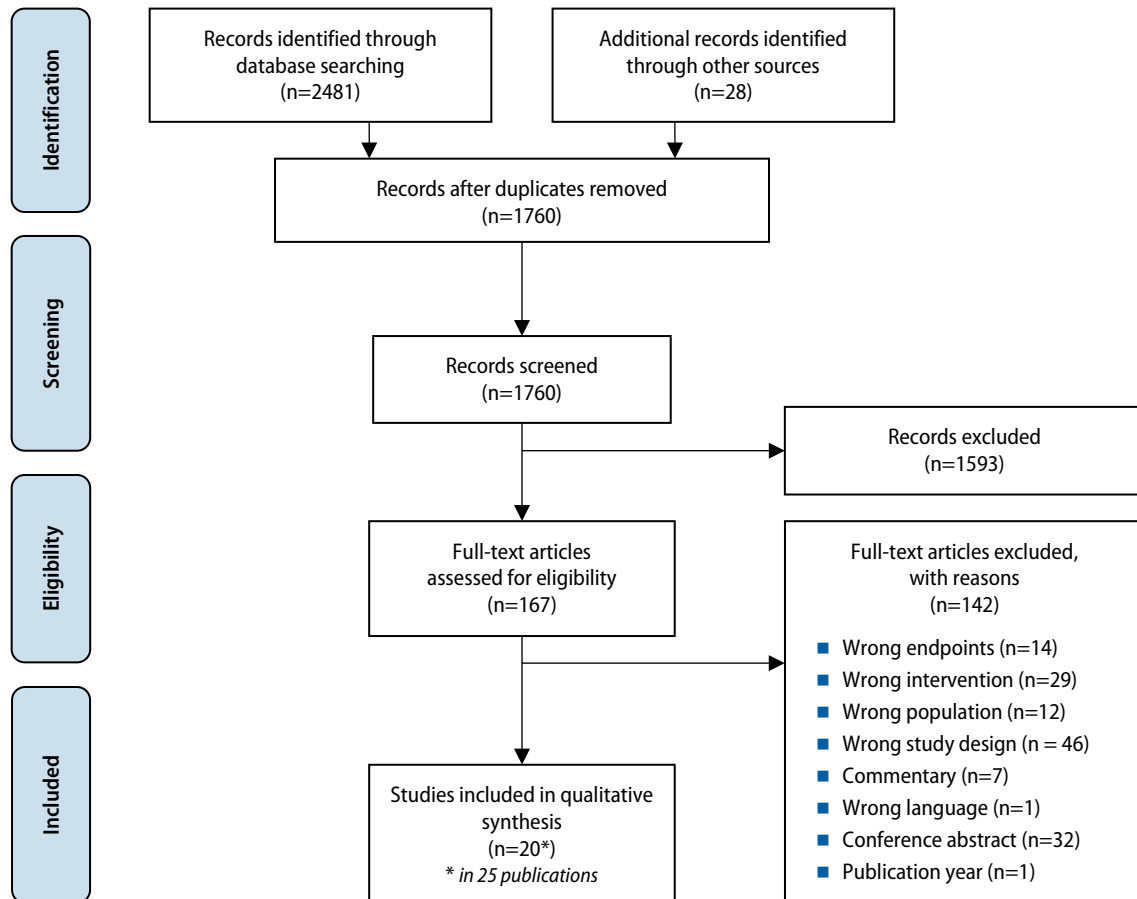 Identification
Records identified through
database searching
(n=2481)
Additional records identified
through other sources
(n=28)
Records after duplicates removed
(n=1760)
Screening
Records screened
(n=1760)
Records excluded
(n=1593)
Eligibility
Full-text articles
assessed for eligibility
(n=167)
Full-text articles excluded,
with reasons
(n=142)
Wrong endpoints (n=14)
Wrong intervention (n=29)
Wrong population (n=12)
Wrong study design (n = 46)
Commentary (n=7)
Wrong language (n=1)
Conference abstract (n=32)
Publication year (n=1)
Included
Studies included in qualitative
synthesis
(n=20*)
* in 25 publications